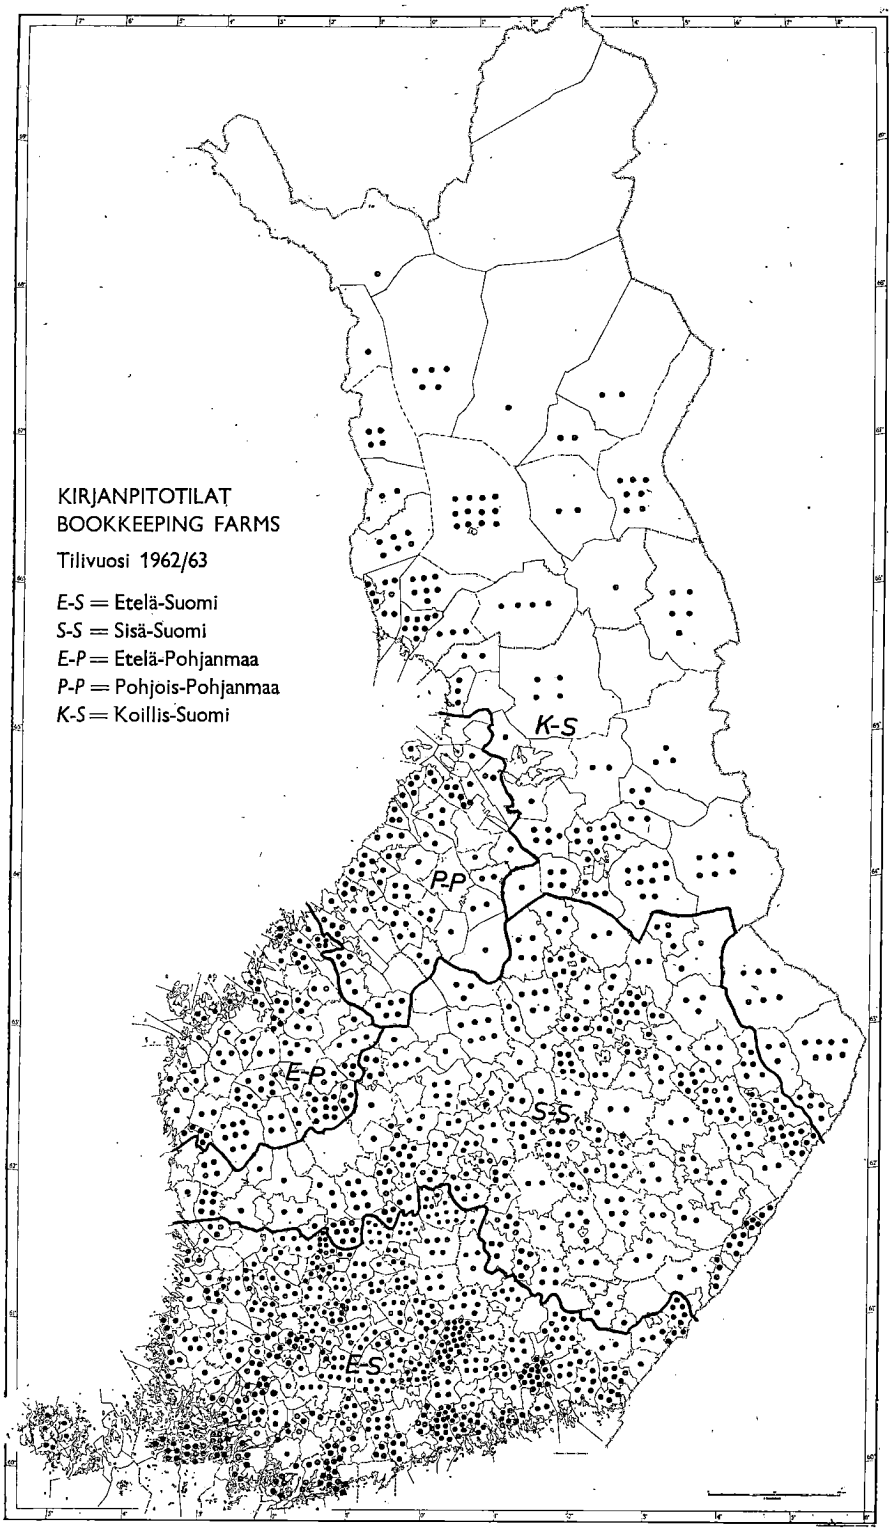 KIRJANPITOTILAT
BOOKKEEPING FARMS
Tilivuosi 1962/63
E-S = Etelä-Suomi
S-S = Sisä-Suomi
E-P = Etelä-Pohjanmaa
P-P = Pohjois-Pohjanmaa
K-S = Koillis-Suomi
K-S
P-P
E-P
S-S
E-S